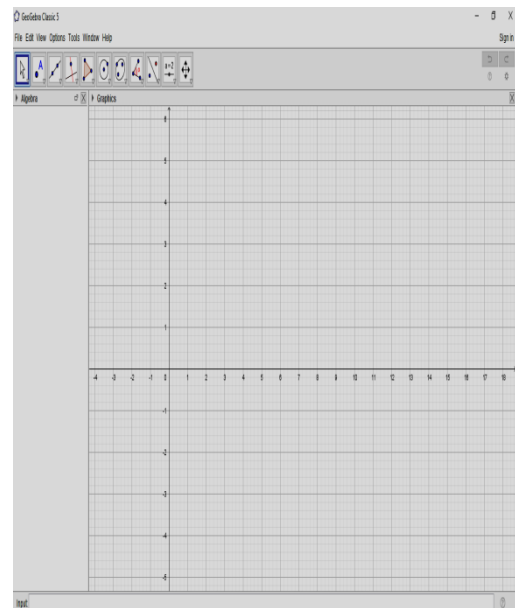 GeoGebra Classic 5
File Edit View Options Tools Window Help
Sign in
A
a=2
Algebra
Graphics
6
5
4
3
2
1
-4 -3 -2 -1 0 1 2 3 4 5 6 7 8 9 10 11 12 13 14 15 16 17 18
-1
-2
-3
-4
-5
Input